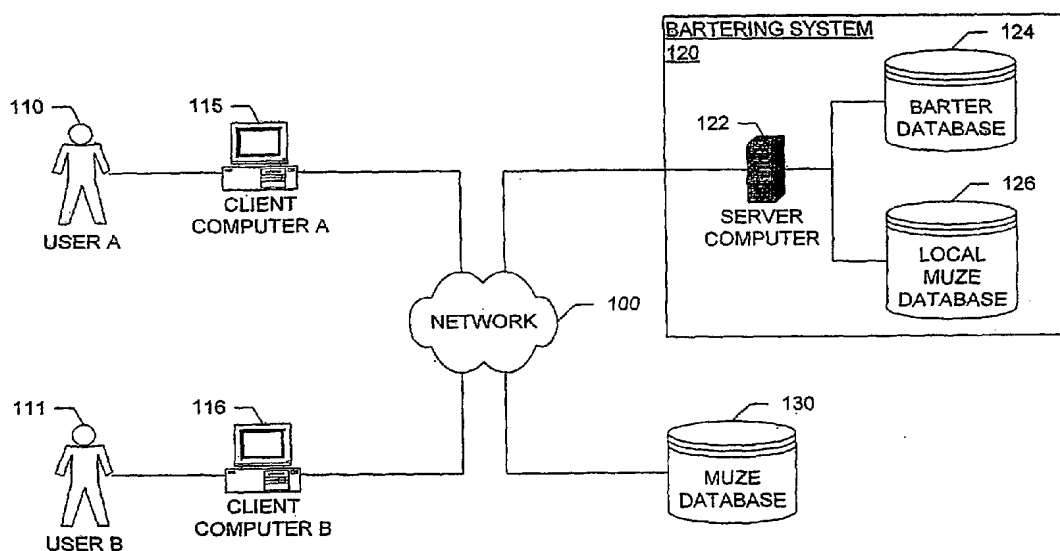 BARTERING SYSTEM
120
124
BARTER
DATABASE
110
USER A
115
CLIENT
COMPUTER A
122
SERVER
COMPUTER
126
LOCAL
MUZE
DATABASE
NETWORK
100
111
USER B
116
CLIENT
COMPUTER B
130
MUZE
DATABASE